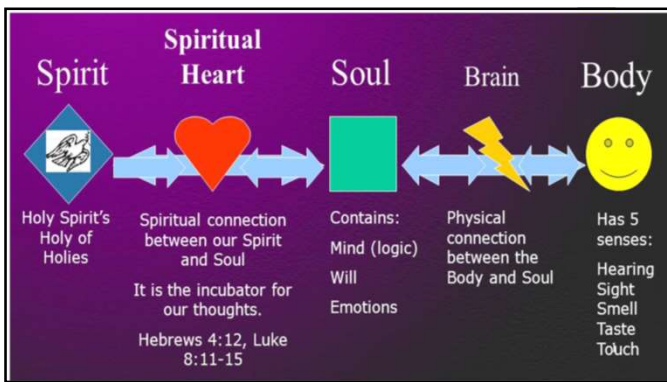 Spirit
Spiritual
Heart
Soul
Brain
Body
Holy Spirit's
Holy of
Holies
Spiritual connection
between our Spirit
and Soul
It is the incubator for
our thoughts.
Hebrews 4:12, Luke
8:11-15
Contains:
Mind (logic)
Will
Emotions
Physical
connection
between the
Body and Soul
Has 5
senses:
Hearing
Sight
Smell
Taste
Touch